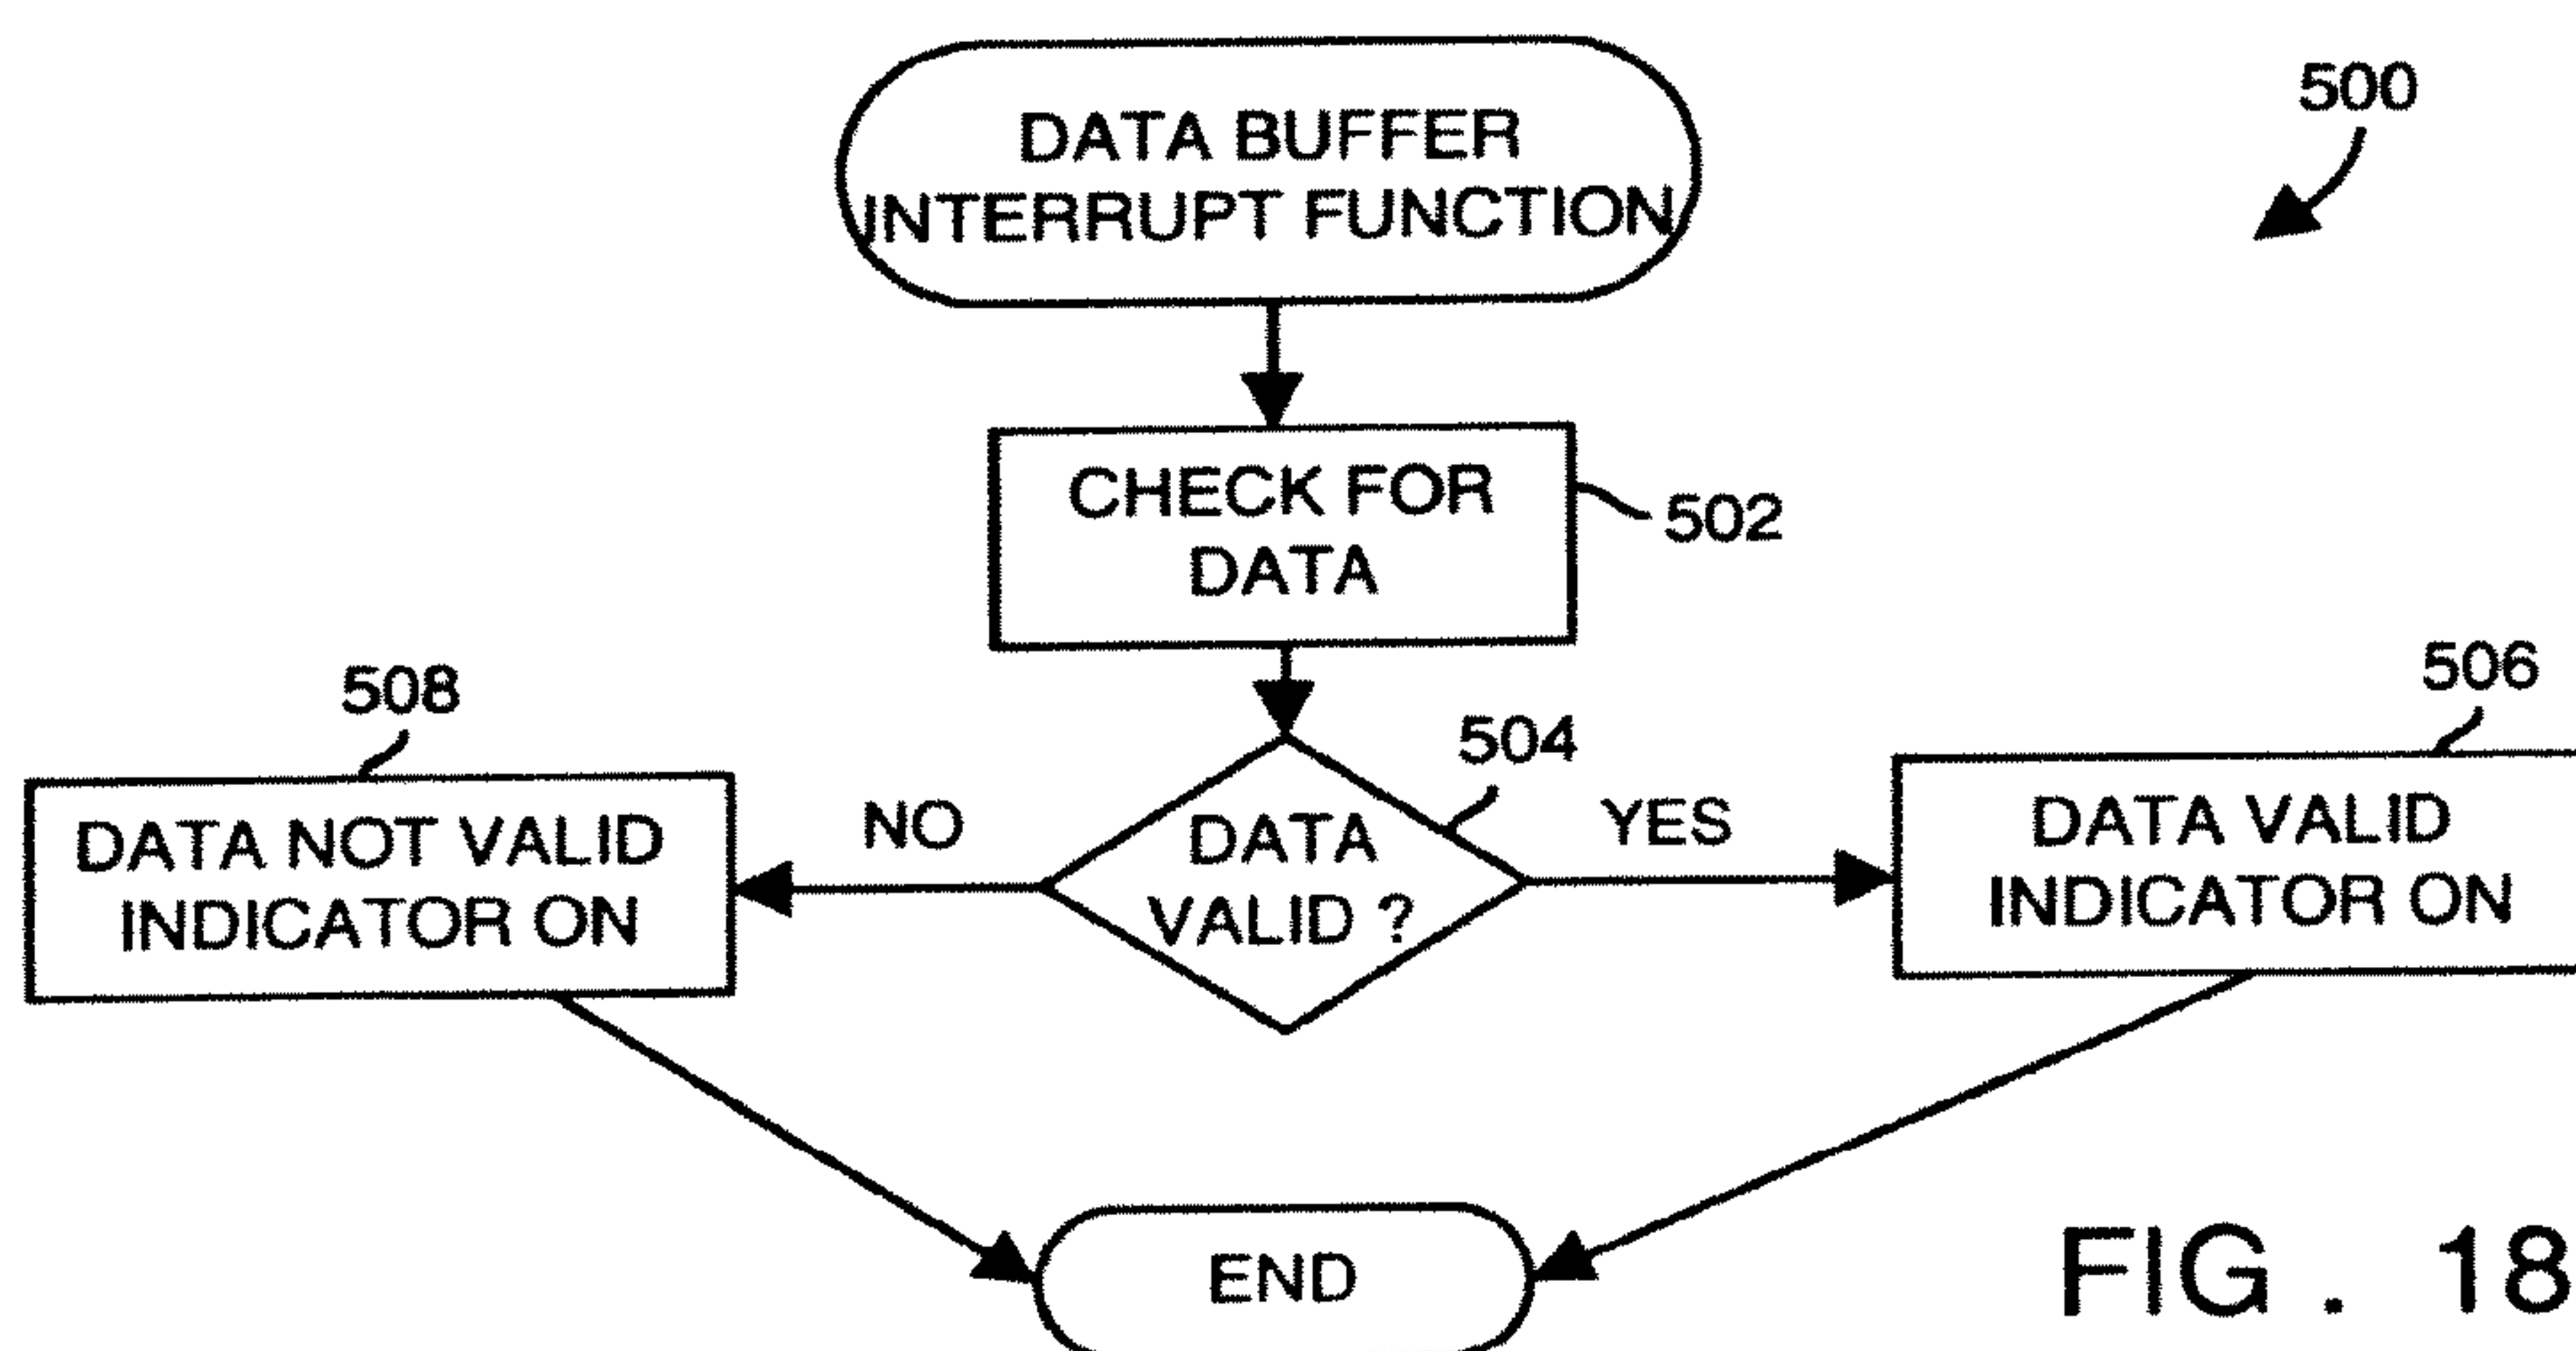 DATA BUFFER
INTERRUPT FUNCTION
500
CHECK FOR
DATA
502
508
504
506
DATA NOT VALID
INDICATOR ON
NO
DATA
VALID ?
YES
DATA VALID
INDICATOR ON
END
FIG . 18